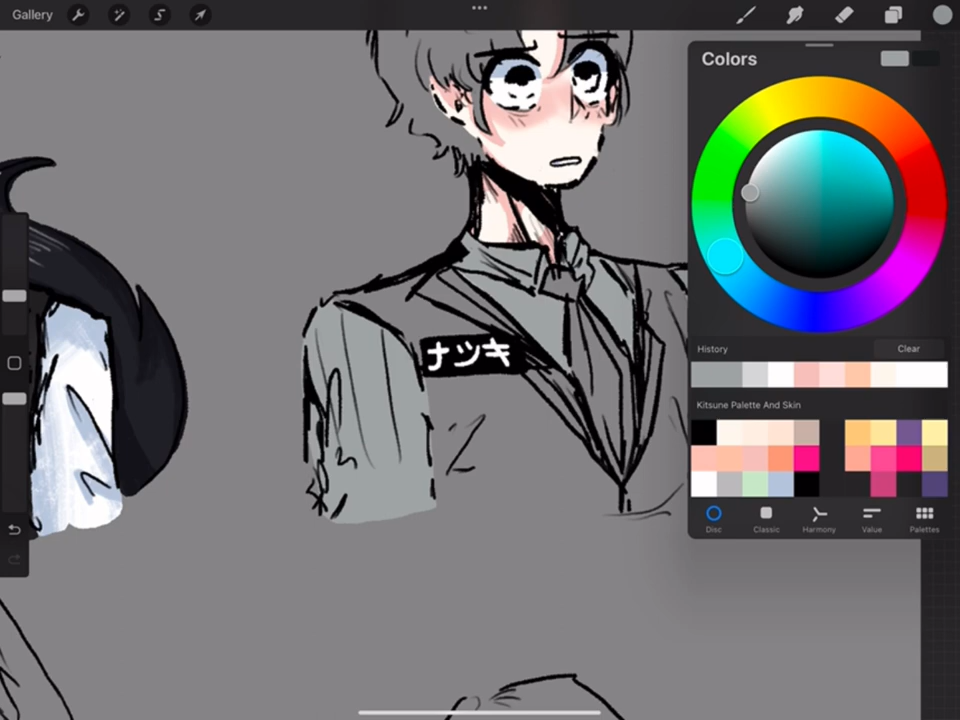 Gallery
Colors
ナツキ
History
Clear
Kitsune Palette And Skin
Disc
Classic
Harmony
Value
Palettes